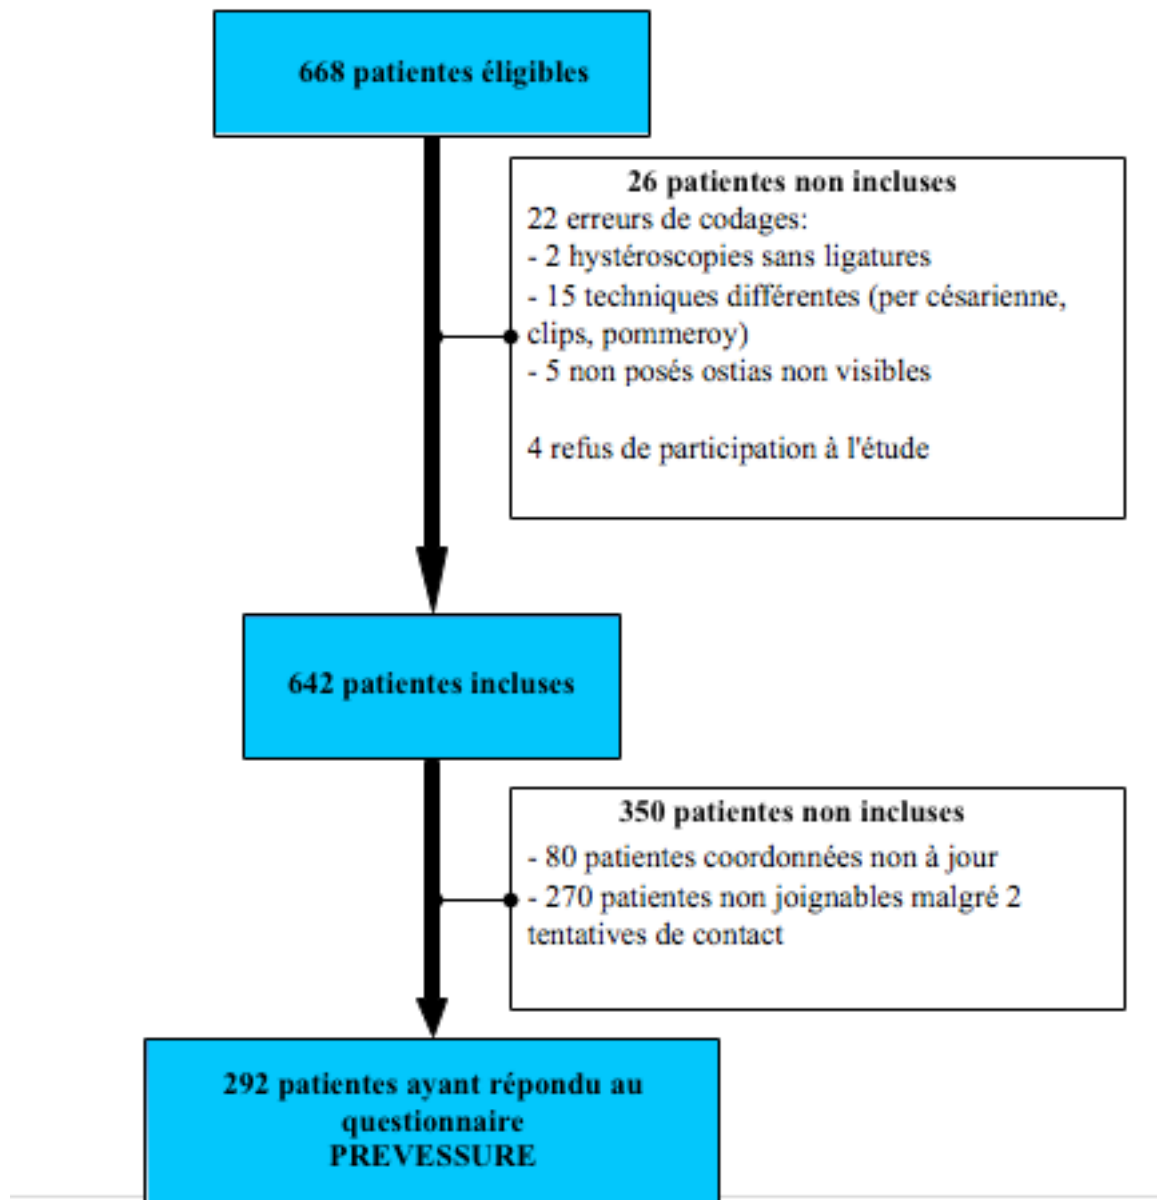 668 patientes éligibles
26 patientes non incluses
22 erreurs de codages:
- 2 hystéroscopies sans ligatures
- 15 techniques différentes (per césarienne,
clips, pommeroy)
- 5 non posés ostias non visibles
4 refus de participation à l'étude
642 patientes incluses
350 patientes non incluses
- 80 patientes coordonnées non à jour
- 270 patientes non joignables malgré 2
tentatives de contact
292 patientes ayant répondu au
questionnaire
PREVESSURE